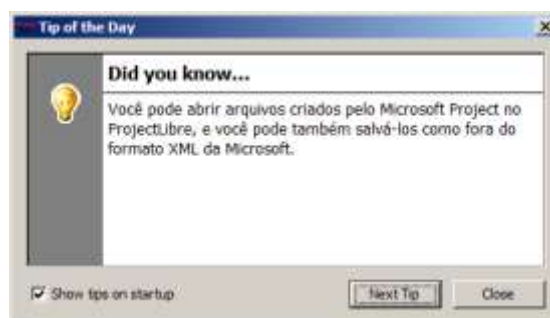 Tip of the Day
Did you know...
Você pode abrir arquivos criados pelo Microsoft Project no
ProjectLibre, e você pode também salvá-los como fora do
formato XML da Microsoft.
Show tips on startup
Next Tip
Close